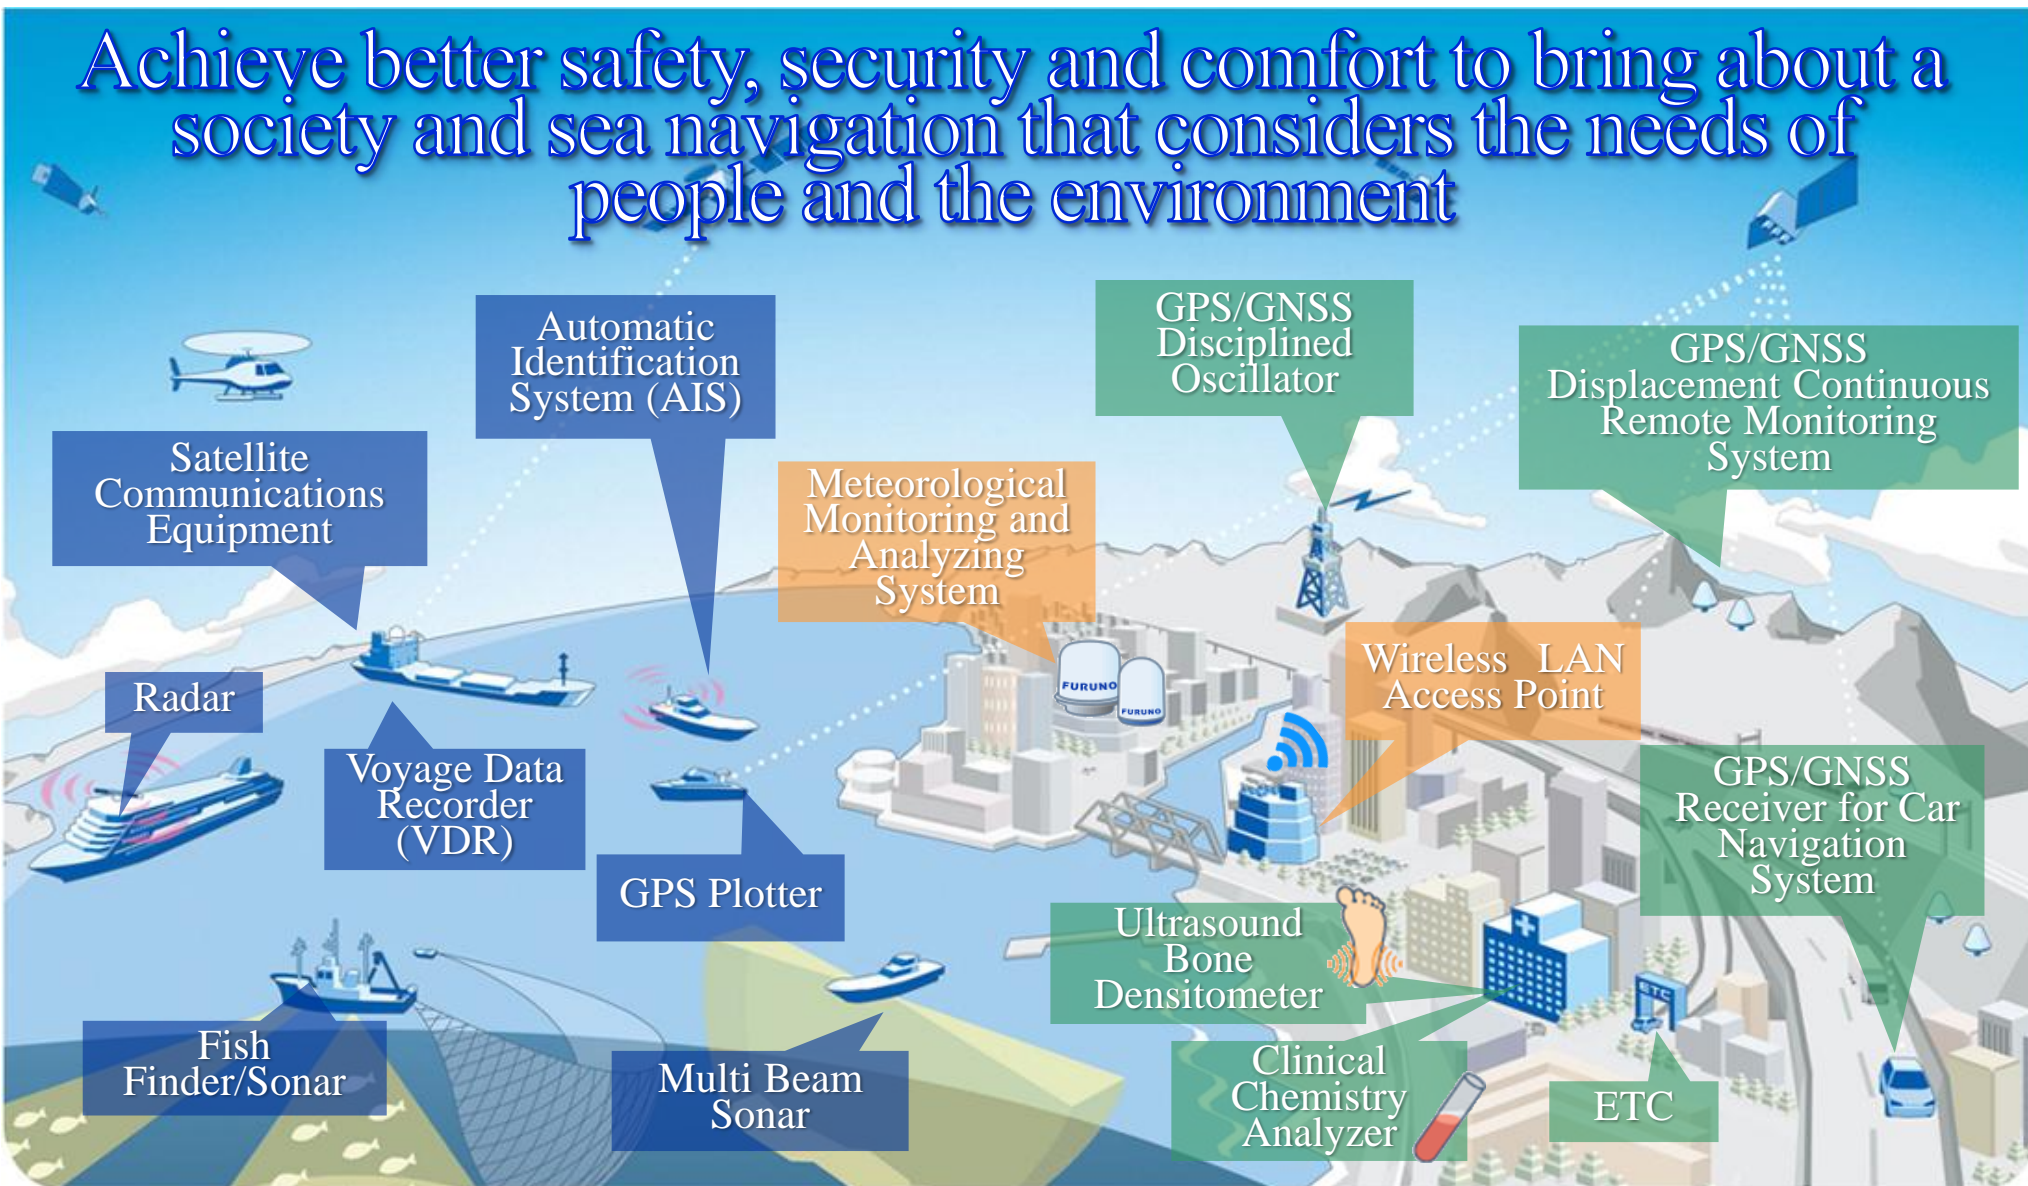 Achieve better safety, security and comfort to bring about a
society and sea navigation that considers the needs of
people and the environment
Automatic
Identification
System (AIS)
GPS/GNSS
Disciplined
Oscillator
GPS/GNSS
Displacement Continuous
Remote Monitoring
System
Satellite
Communications
Equipment
Meteorological
Monitoring and
Analyzing
System
Wireless LAN
Access Point
FURUNO
FURUNO
Radar
Voyage Data
Recorder
(VDR)
GPS Plotter
GPS/GNSS
Receiver for Car
Navigation
System
Ultrasound
Bone
Densitometer
ETC
Fish
Finder/Sonar
Multi Beam
Sonar
Clinical
Chemistry
Analyzer
ETC